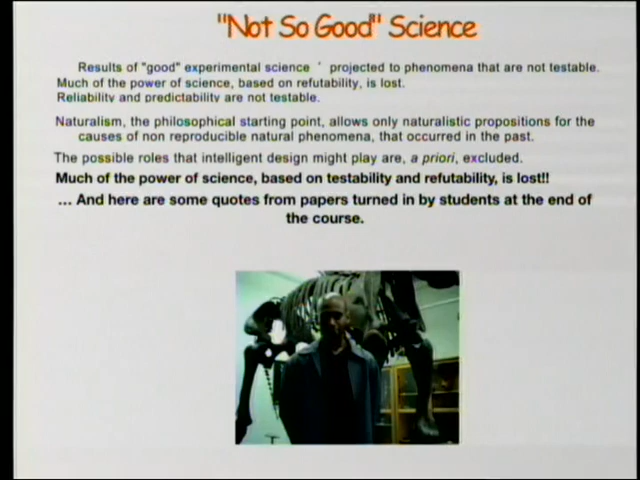 "Not So Good" Science
Results of "good" experimental science ' projected to phenomena that are not testable.
Much of the power of science, based on refutability, is lost.
Reliability and predictability are not testable.
Naturalism, the philosophical starting point, allows only naturalistic propositions for the
causes of non reproducible natural phenomena, that occurred in the past.
The possible roles that intelligent design might play are, a priori, excluded.
Much of the power of science, based on testability and refutability, is lost!!
... And here are some quotes from papers turned in by students at the end of
the course.